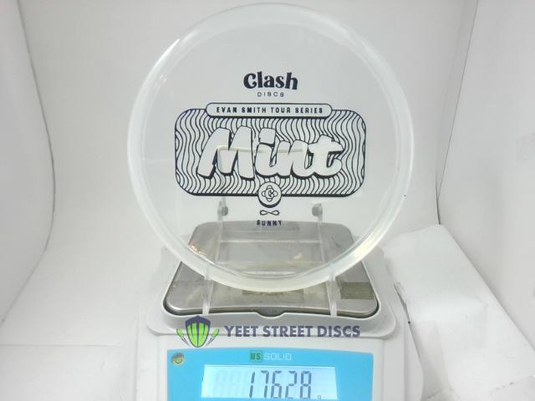 Clash
DISCS
EVAN SMITH TOUR SERIES
Mint
SUNNY
YEET STREET DISCS
U.S. SOLID
176.28 g